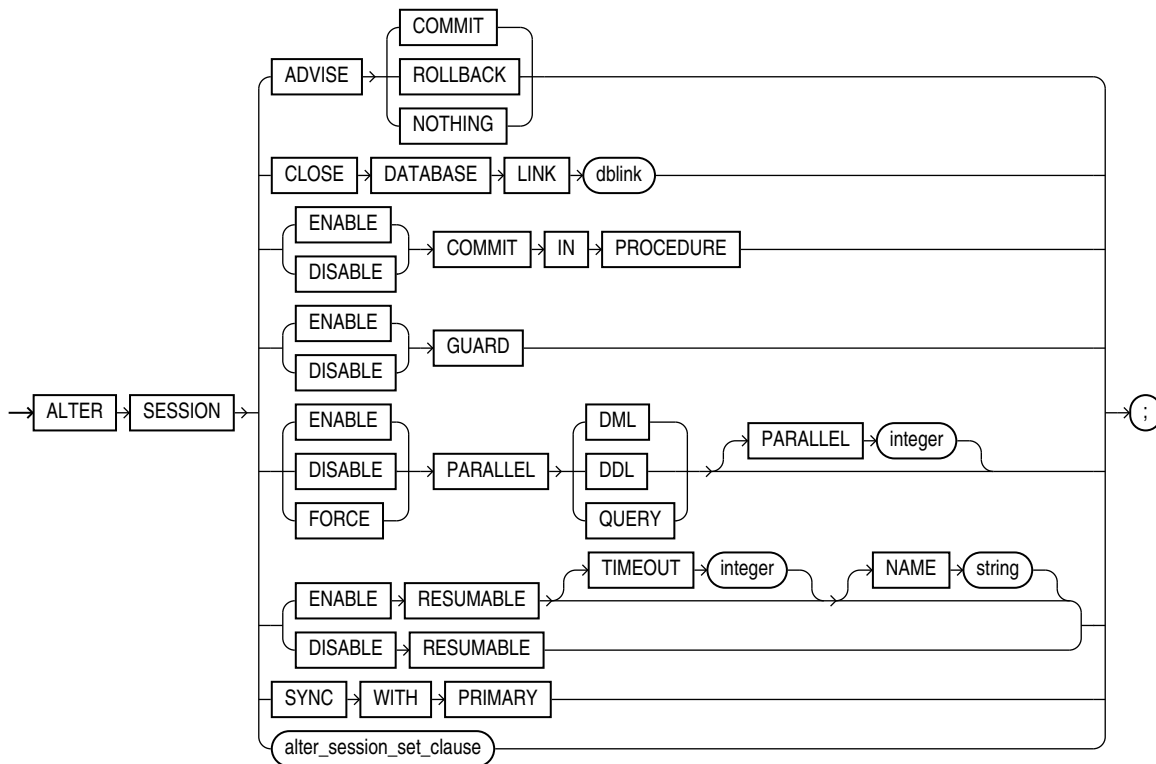 COMMIT
ADVISE ROLLBACK
NOTHING
CLOSE DATABASE LINK dblink
ENABLE
COMMIT IN PROCEDURE
DISABLE
ENABLE
GUARD
DISABLE
ALTER SESSION ;
ENABLE DML PARALLEL integer
DISABLE PARALLEL DDL
FORCE QUERY
TIMEOUT integer NAME string
ENABLE RESUMABLE
DISABLE RESUMABLE
SYNC WITH PRIMARY
alter_session_set_clause